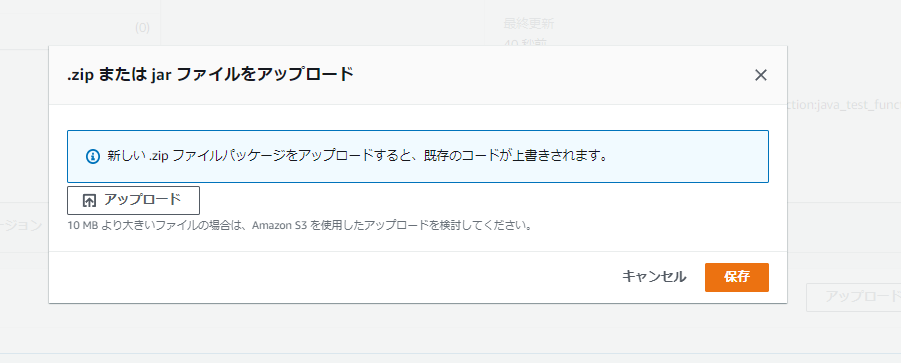 (0)
最終更新
.zip または jar ファイルをアップロード
ction:java_test_func
新しい .zip ファイルパッケージをアップロードすると、既存のコードが上書きされます。
アップロード
10 MB より大きいファイルの場合は、Amazon S3 を使用したアップロードを検討してください。
ージョン
キャンセル
保存
アップロード